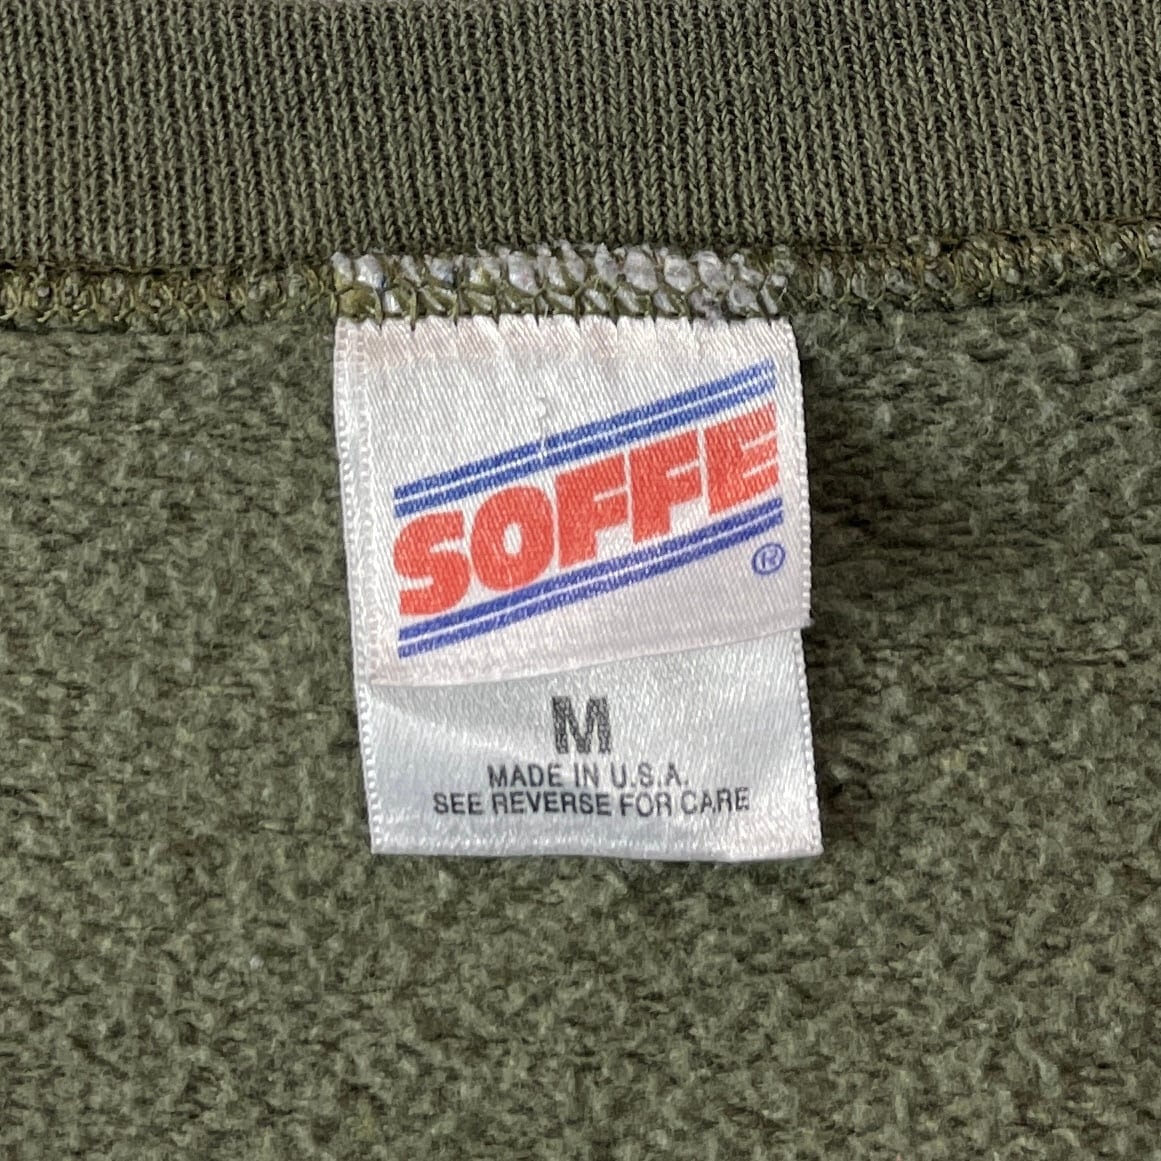 SOFFE
®
M
MADE IN U.S.A.
SEE REVERSE FOR CARE